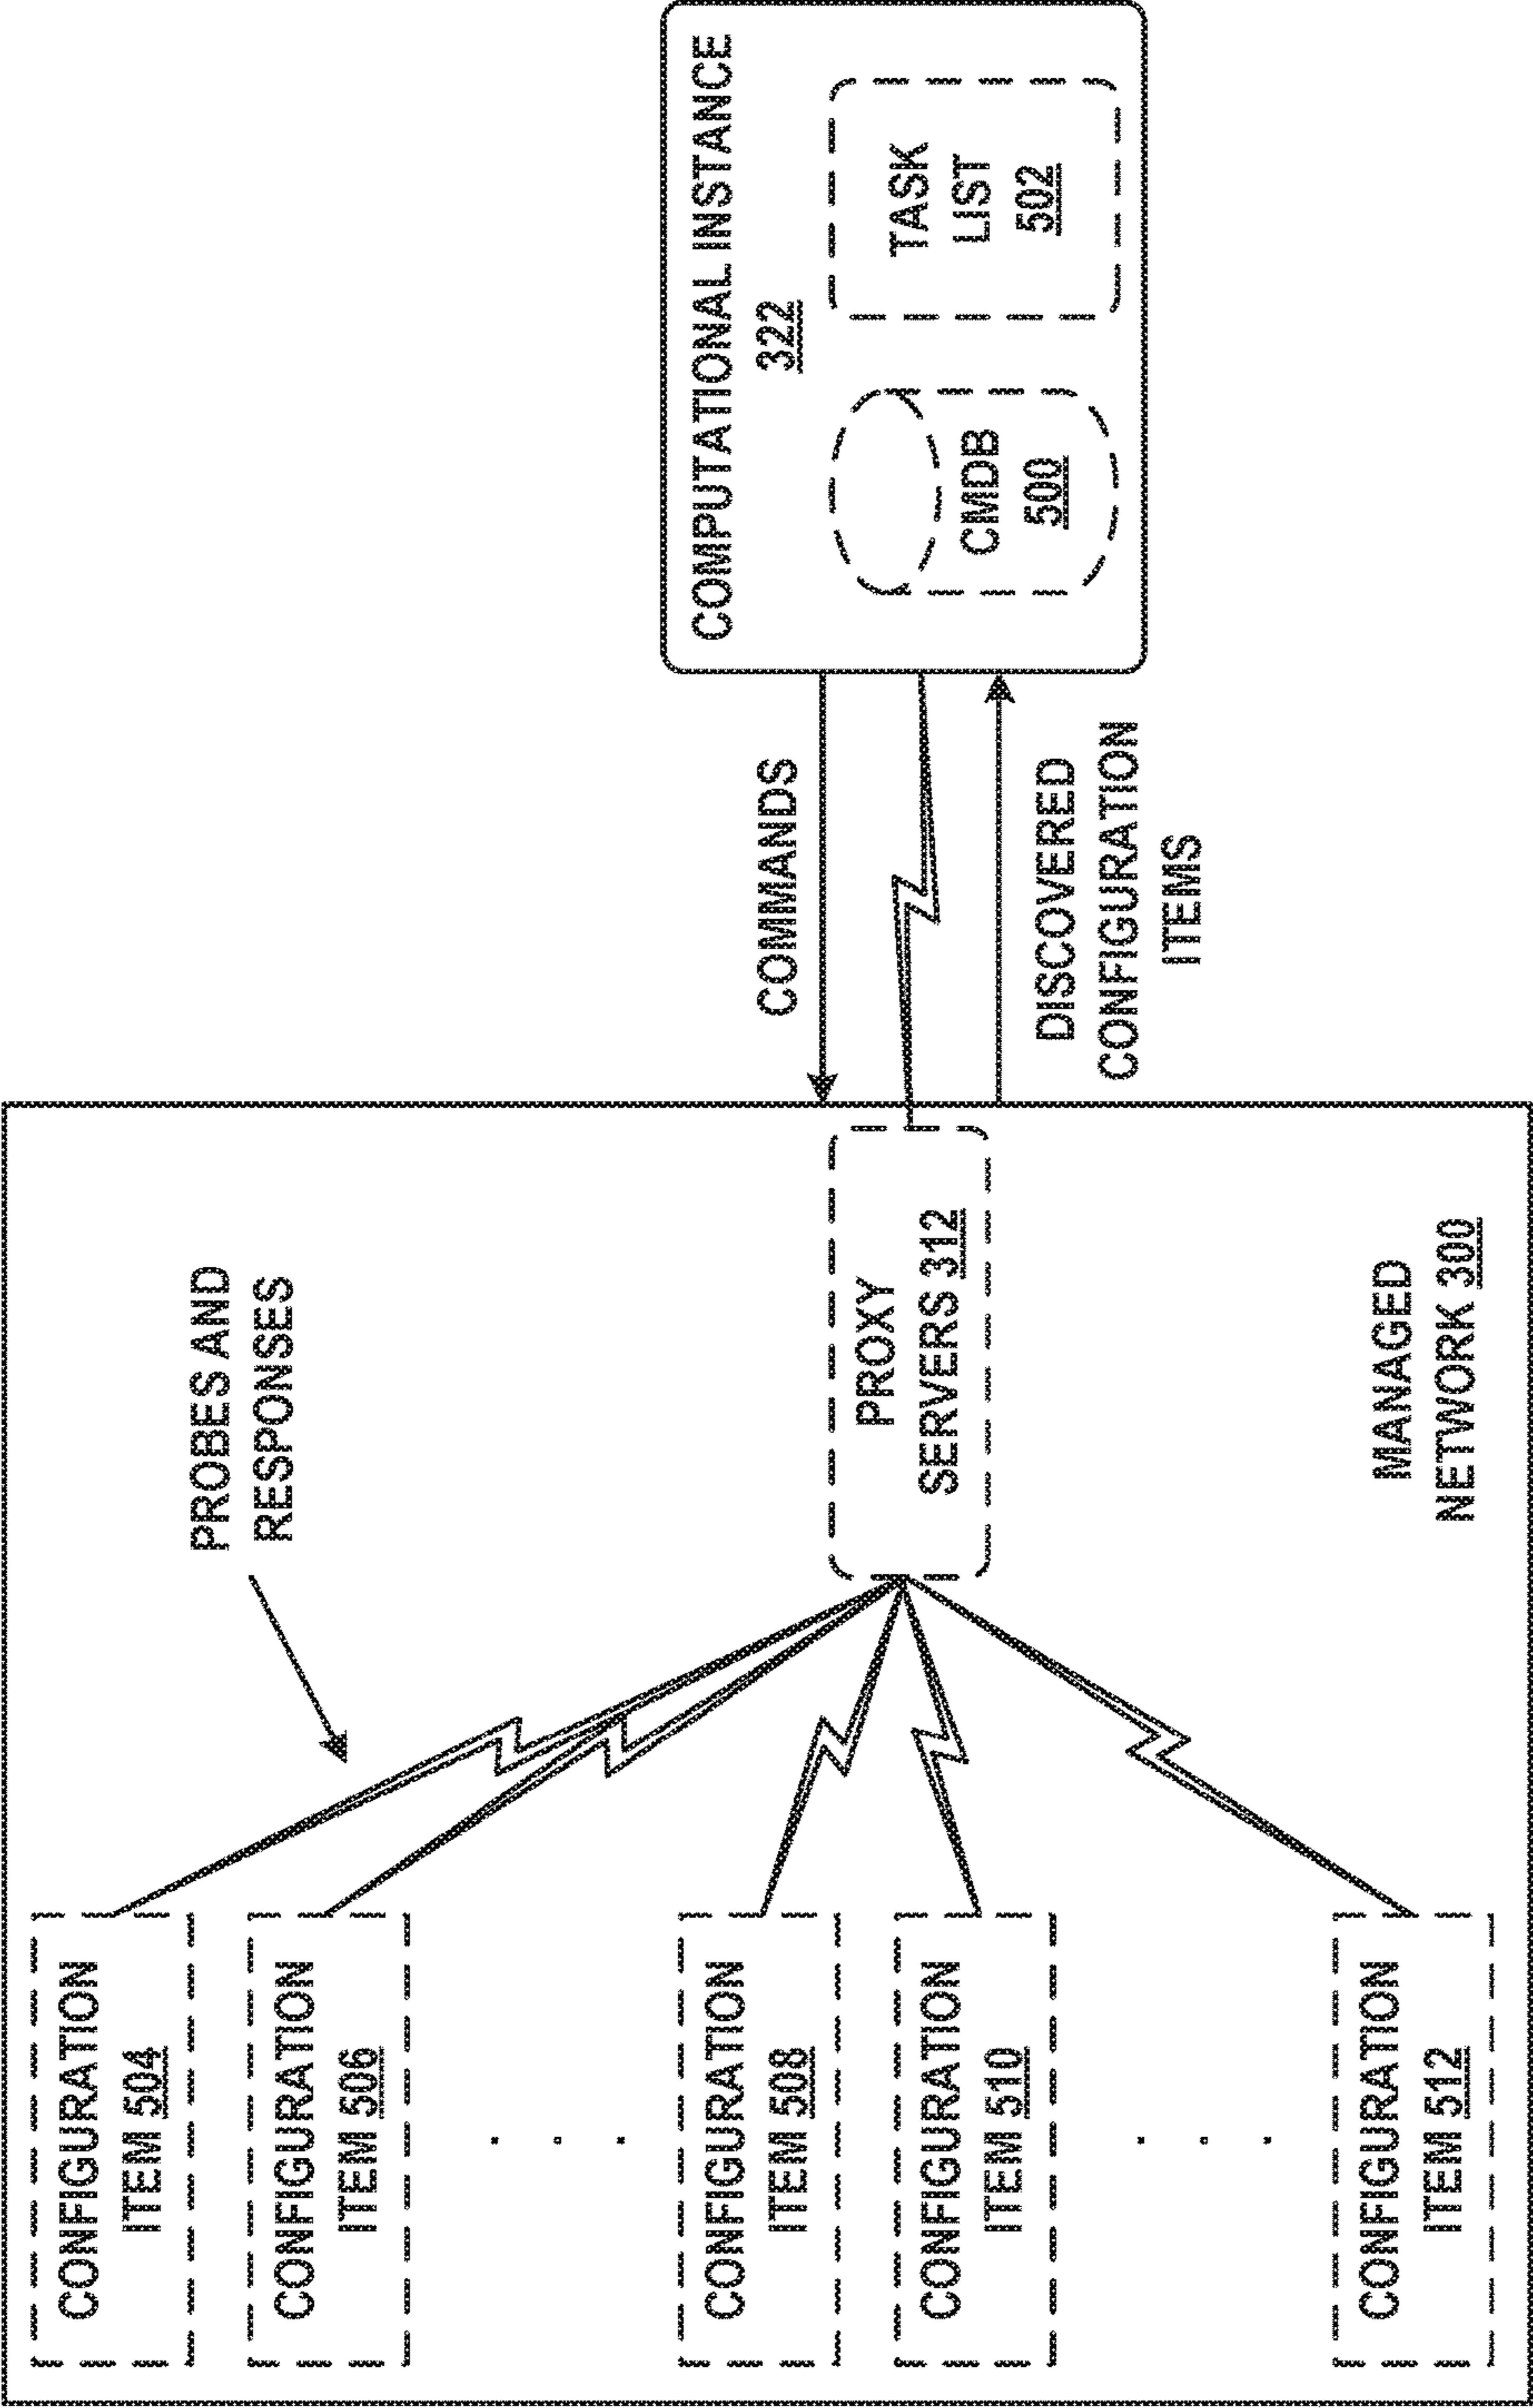 COMPUTATIONAL INSTANCE
322
CMDB
500
TASK
LIST
502
COMMANDS
DISCOVERED
CONFIGURATION
ITEMS
PROBES AND
RESPONSES
PROXY
SERVERS 312
MANAGED
NETWORK 300
CONFIGURATION
ITEM 504
CONFIGURATION
ITEM 506
CONFIGURATION
ITEM 508
CONFIGURATION
ITEM 510
CONFIGURATION
ITEM 512